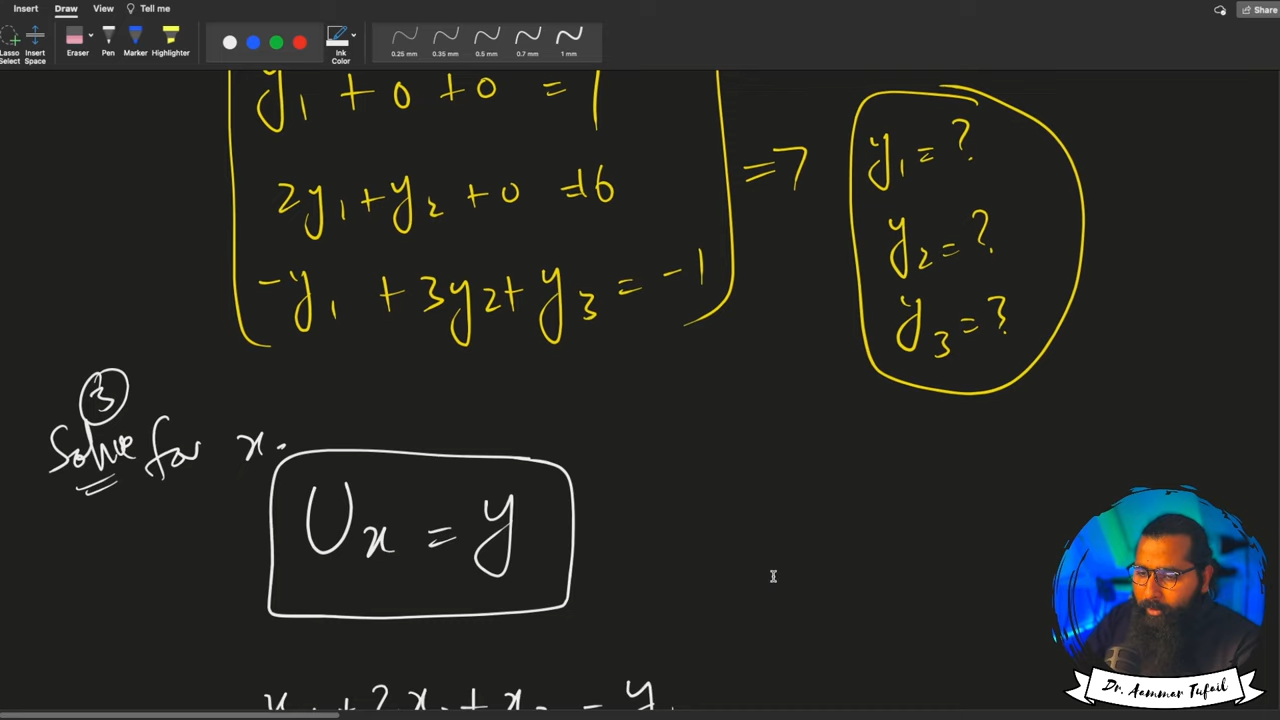 Insert Draw View Tell me
Share
Lasso Select Insert Space Eraser Pen Marker Highlighter Ink Color 0.25 mm 0.35 mm 0.5 mm 0.7 mm 1 mm
y1 + 0 + 0 = 1
2y1 + y2 + 0 = 6
-y1 + 3y2 + y3 = -1
=7
y1 = ?
y2 = ?
y3 = ?
3
Solve for x.
Ux = y
Dr. Aammar Tufail